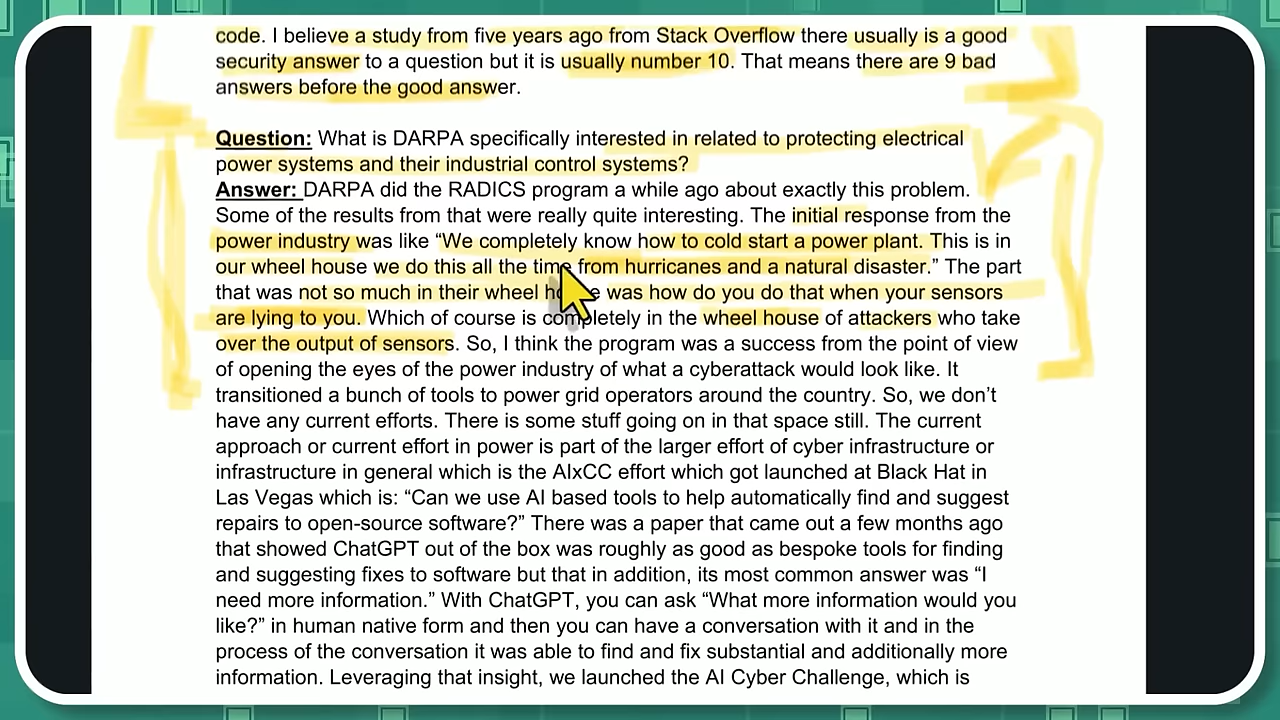 code. I believe a study from five years ago from Stack Overflow there usually is a good
security answer to a question but it is usually number 10. That means there are 9 bad
answers before the good answer.
Question: What is DARPA specifically interested in related to protecting electrical
power systems and their industrial control systems?
Answer: DARPA did the RADICS program a while ago about exactly this problem.
Some of the results from that were really quite interesting. The initial response from the
power industry was like “We completely know how to cold start a power plant. This is in
our wheel house we do this all the time from hurricanes and a natural disaster.” The part
that was not so much in their wheel house was how do you do that when your sensors
are lying to you. Which of course is completely in the wheel house of attackers who take
over the output of sensors. So, I think the program was a success from the point of view
of opening the eyes of the power industry of what a cyberattack would look like. It
transitioned a bunch of tools to power grid operators around the country. So, we don’t
have any current efforts. There is some stuff going on in that space still. The current
approach or current effort in power is part of the larger effort of cyber infrastructure or
infrastructure in general which is the AIxCC effort which got launched at Black Hat in
Las Vegas which is: “Can we use AI based tools to help automatically find and suggest
repairs to open-source software?” There was a paper that came out a few months ago
that showed ChatGPT out of the box was roughly as good as bespoke tools for finding
and suggesting fixes to software but that in addition, its most common answer was “I
need more information.” With ChatGPT, you can ask “What more information would you
like?” in human native form and then you can have a conversation with it and in the
process of the conversation it was able to find and fix substantial and additionally more
information. Leveraging that insight, we launched the AI Cyber Challenge, which is